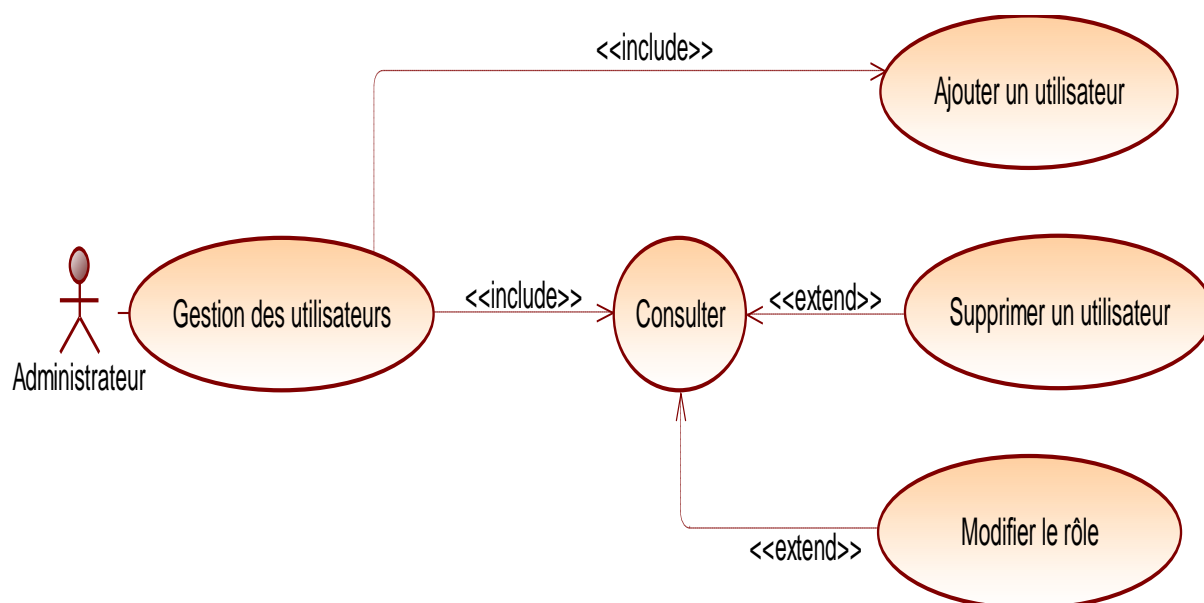 <<include>>
Ajouter un utilisateur
Gestion des utilisateurs
<<include>>
Consulter
<<extend>>
Supprimer un utilisateur
Administrateur
Modifier le rôle
<<extend>>